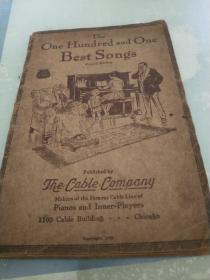 The
One Hundred and One
Best Songs
Published by
The Cable Company
Makers of the Famous Cable Line of
Pianos and Inner-Players
1100 Cable Building - - - Chicago